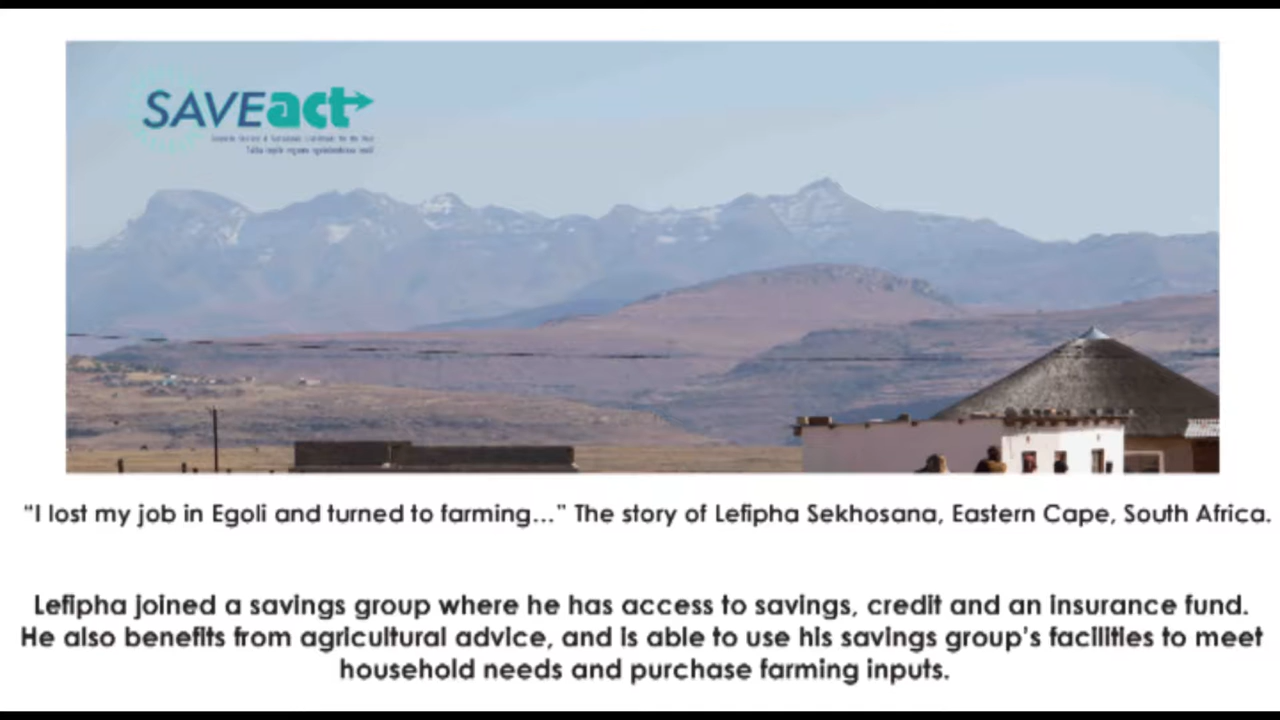 SAVEact
“I lost my job in Egoli and turned to farming...” The story of Lefipha Sekhosana, Eastern Cape, South Africa.
Lefipha joined a savings group where he has access to savings, credit and an insurance fund.
He also benefits from agricultural advice, and is able to use his savings group's facilities to meet
household needs and purchase farming inputs.